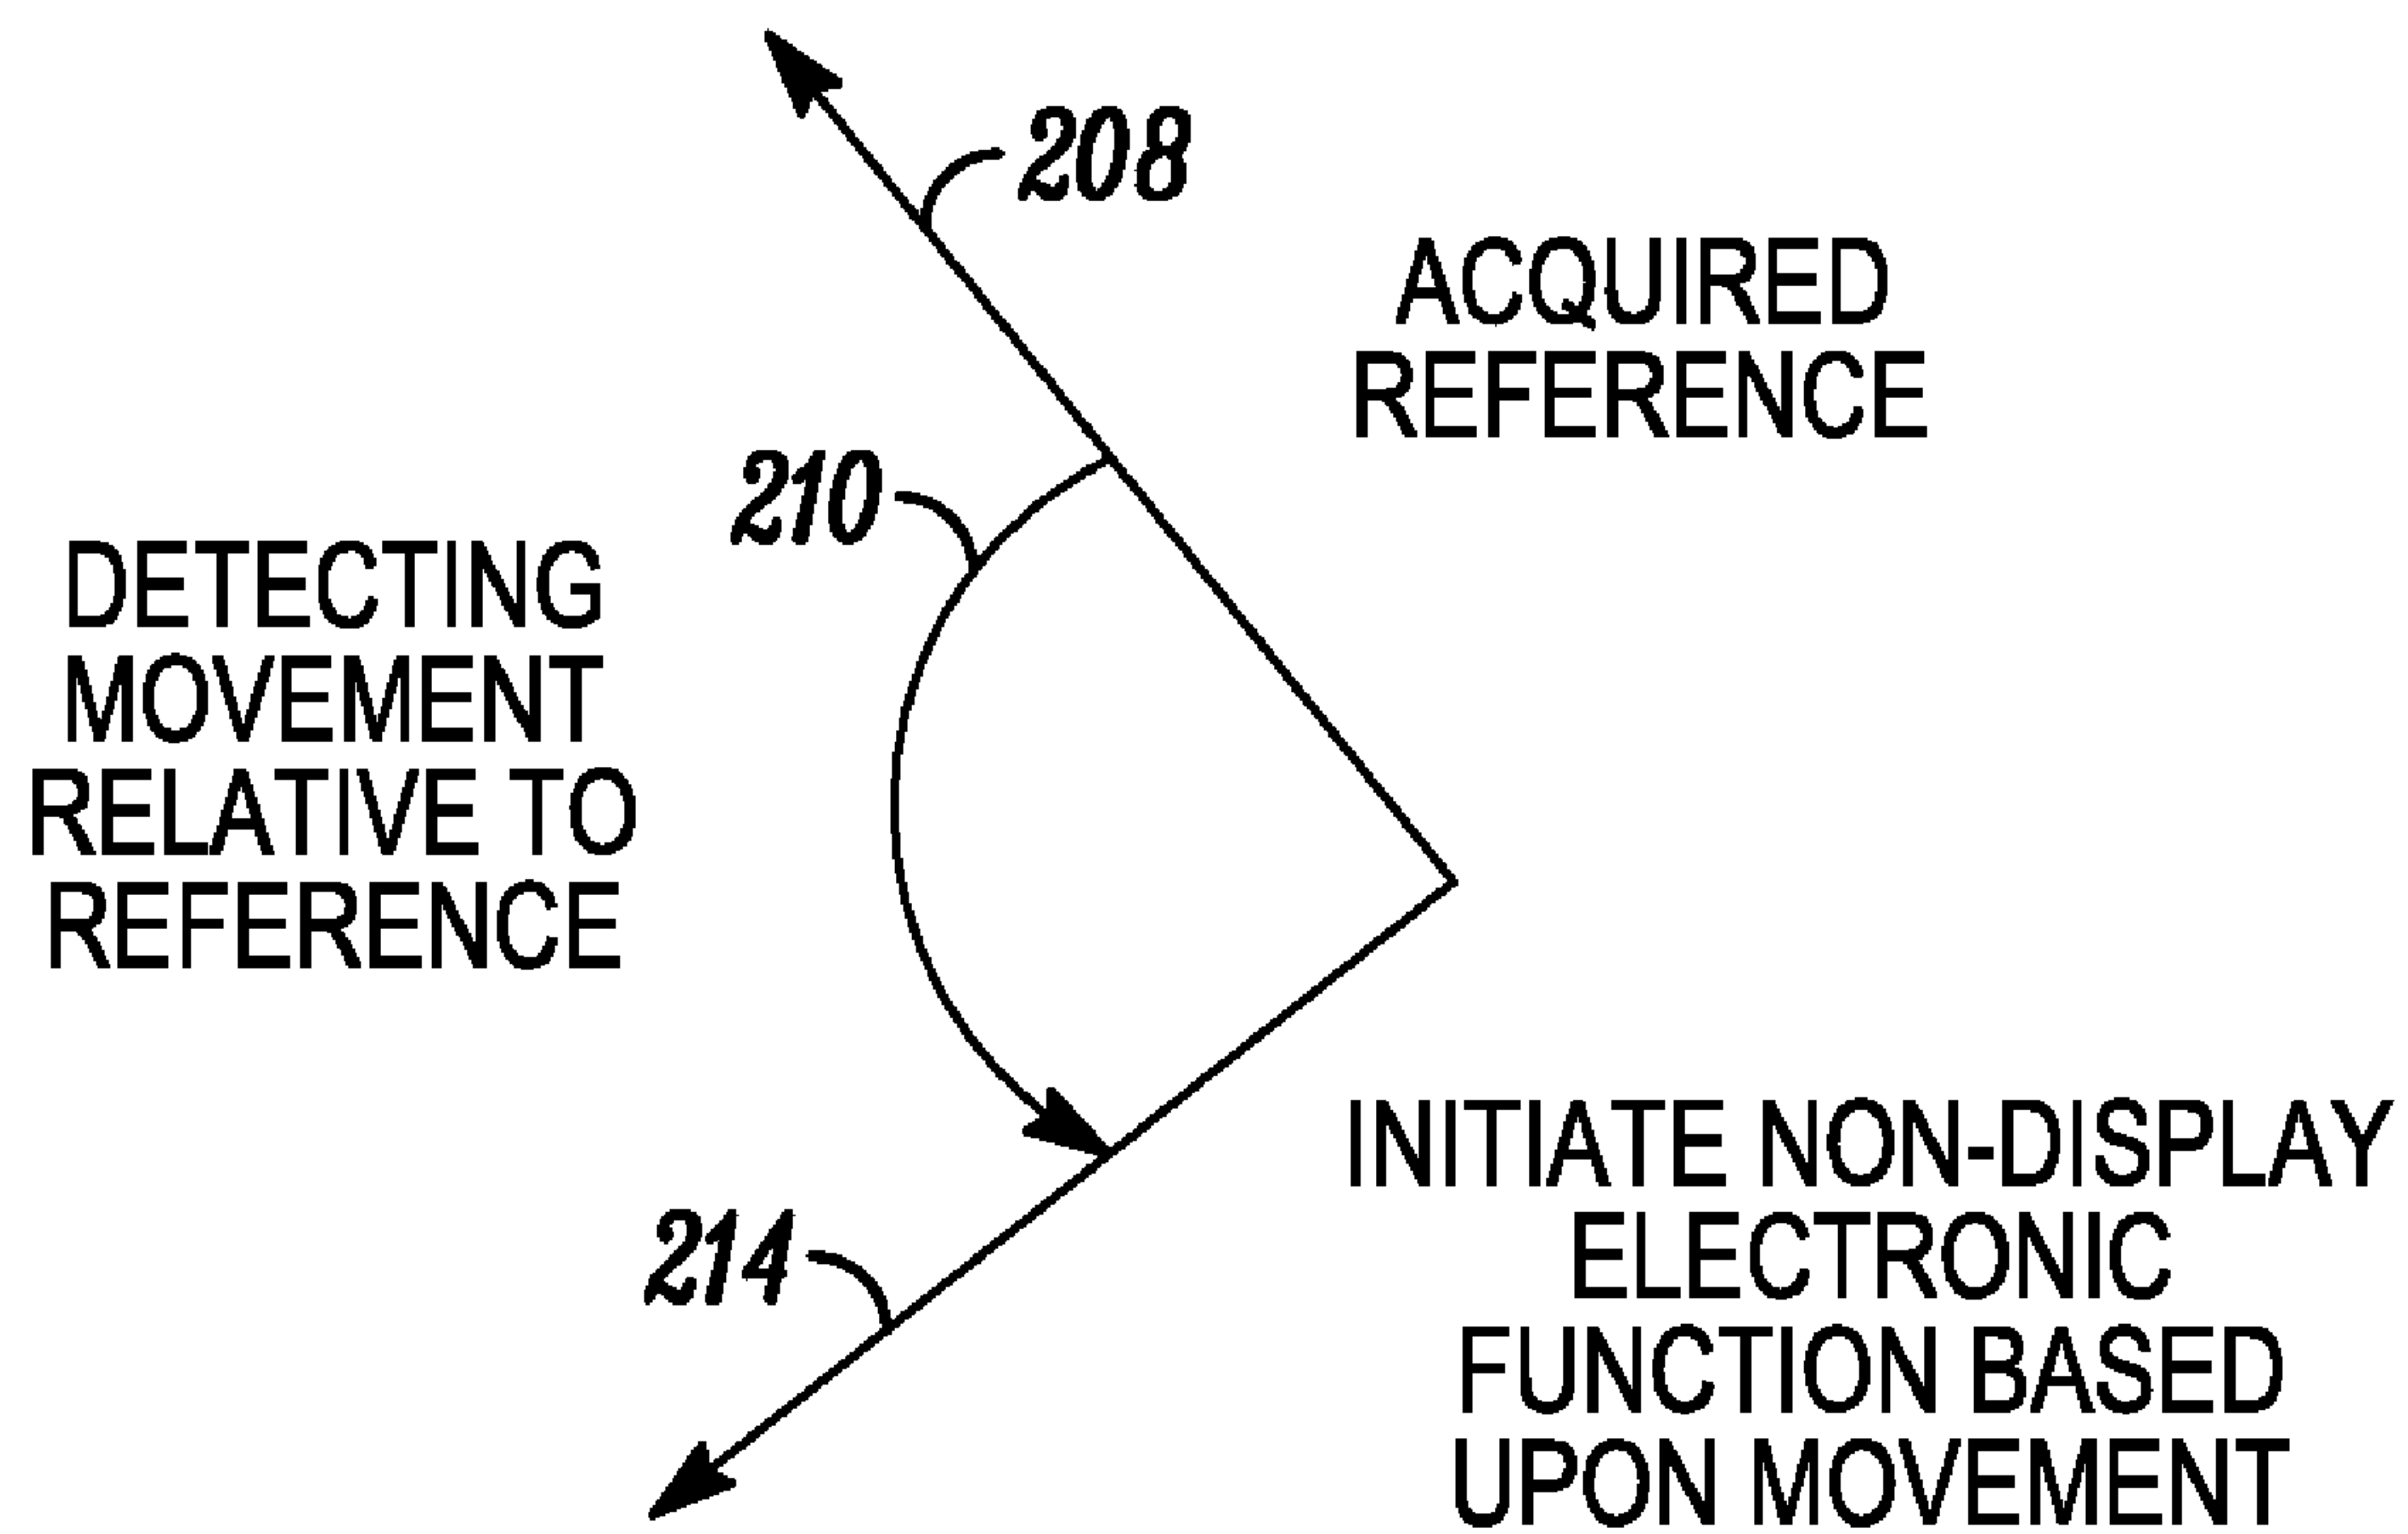 208
ACQUIRED
REFERENCE
210
DETECTING
MOVEMENT
RELATIVE TO
REFERENCE
INITIATE NON-DISPLAY
ELECTRONIC
FUNCTION BASED
UPON MOVEMENT
214